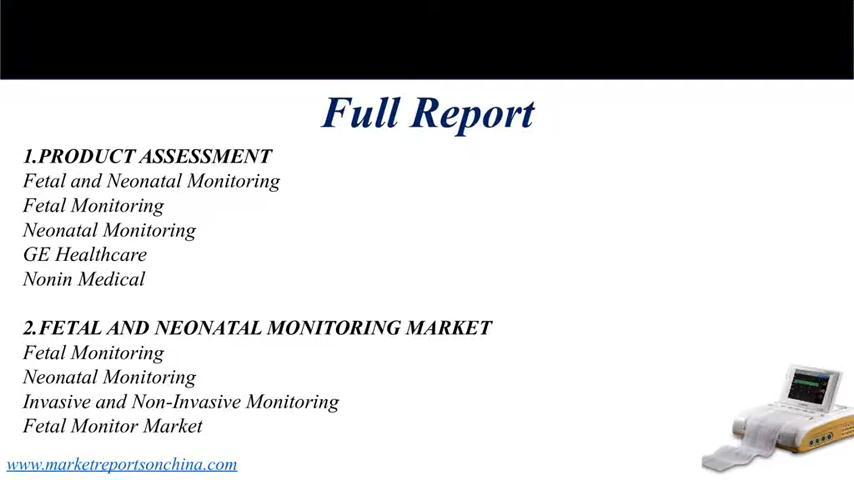 Full Report
1.PRODUCT ASSESSMENT
Fetal and Neonatal Monitoring
Fetal Monitoring
Neonatal Monitoring
GE Healthcare
Nonin Medical
2.FETAL AND NEONATAL MONITORING MARKET
Fetal Monitoring
Neonatal Monitoring
Invasive and Non-Invasive Monitoring
Fetal Monitor Market
www.marketreportsonchina.com